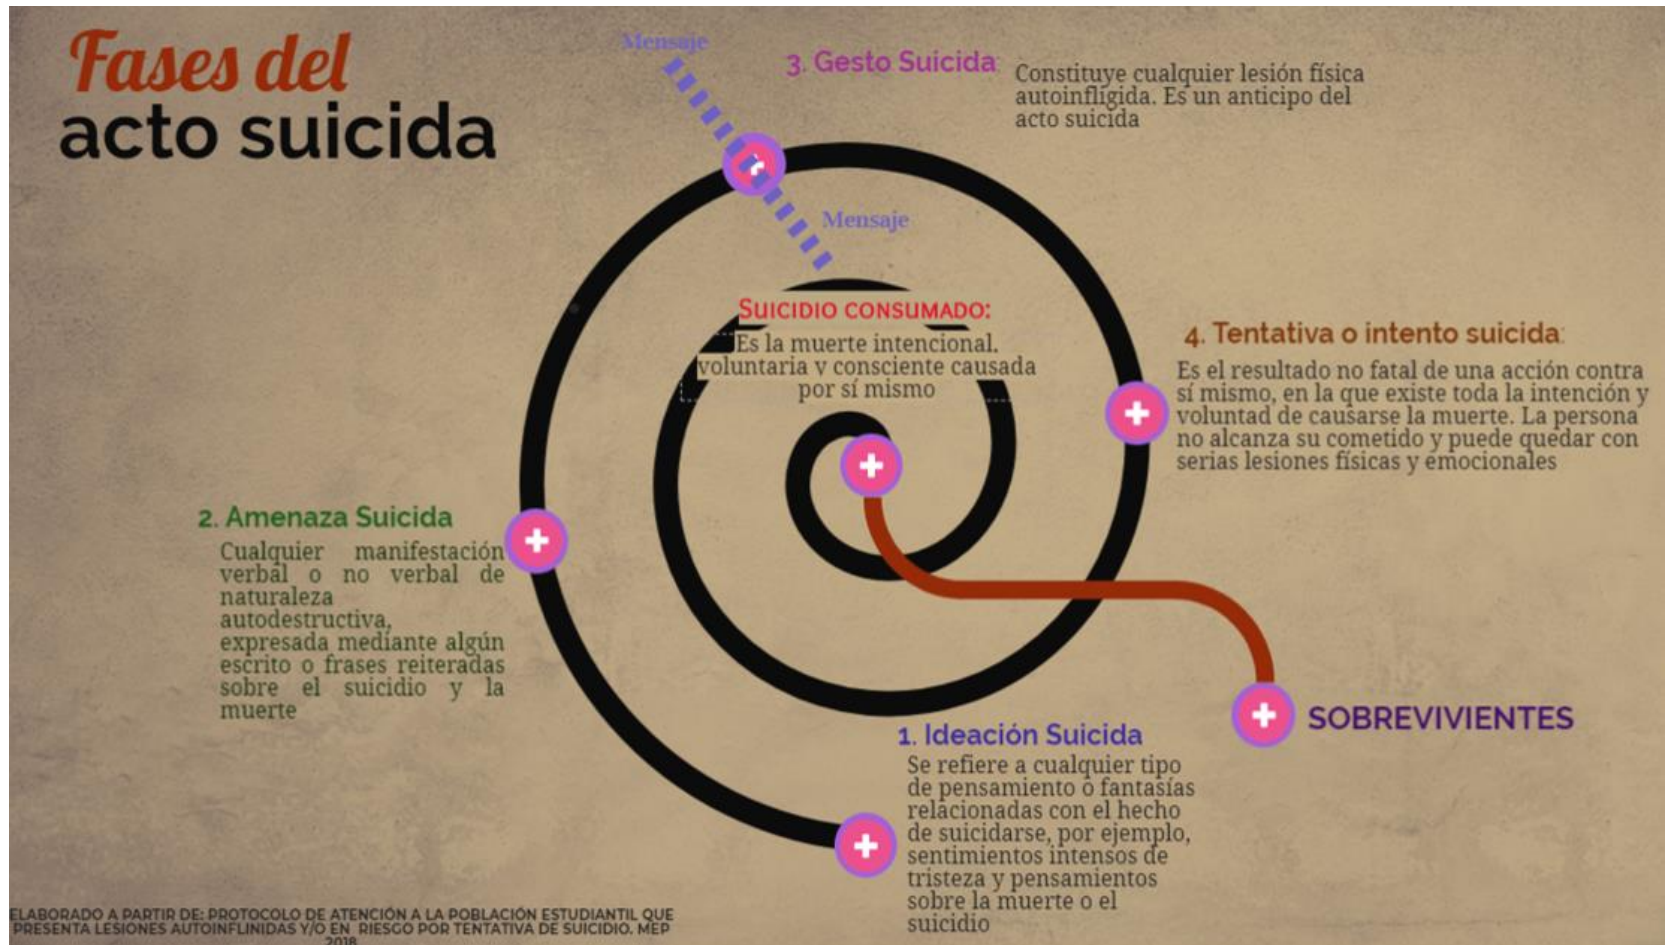 Fases del
acto suicida
Mensaje
3. Gesto Suicida:
Constituye cualquier lesión física
autoinfligida. Es un anticipo del
acto suicida
Mensaje
SUICIDIO CONSUMADO:
Es la muerte intencional,
voluntaria y consciente causada
por sí mismo
4. Tentativa o intento suicida:
Es el resultado no fatal de una acción contra
sí mismo, en la que existe toda la intención y
voluntad de causarse la muerte. La persona
no alcanza su cometido y puede quedar con
serias lesiones físicas y emocionales
2. Amenaza Suicida
Cualquier manifestación
verbal o no verbal de
naturaleza
autodestructiva,
expresada mediante algún
escrito o frases reiteradas
sobre el suicidio y la
muerte
SOBREVIVIENTES
1. Ideación Suicida
Se refiere a cualquier tipo
de pensamiento o fantasías
relacionadas con el hecho
de suicidarse, por ejemplo,
sentimientos intensos de
tristeza y pensamientos
sobre la muerte o el
suicidio
ELABORADO A PARTIR DE: PROTOCOLO DE ATENCIÓN A LA POBLACIÓN ESTUDIANTIL QUE
PRESENTA LESIONES AUTOINFLINIDAS Y/O EN RIESGO POR TENTATIVA DE SUICIDIO. MEP
2018